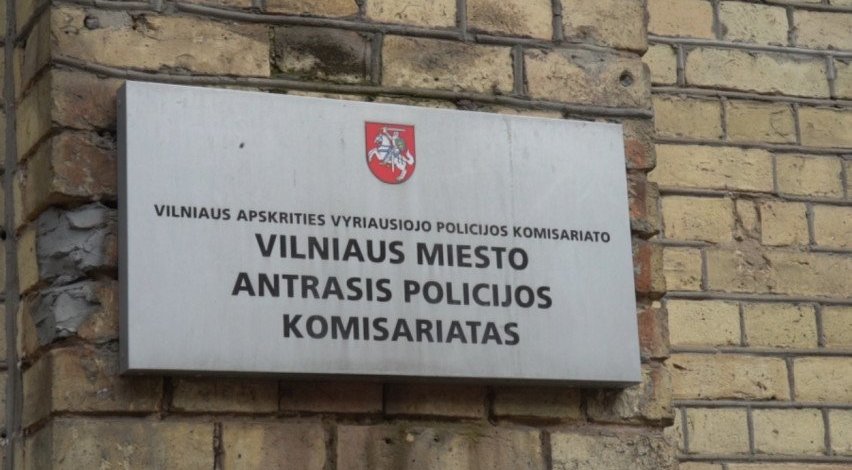 VILNIAUS APSKRITIES VYRIAUSIOJO POLICIJOS KOMISARIATO
VILNIAUS MIESTO
ANTRASIS POLICIJOS
KOMISARIATAS